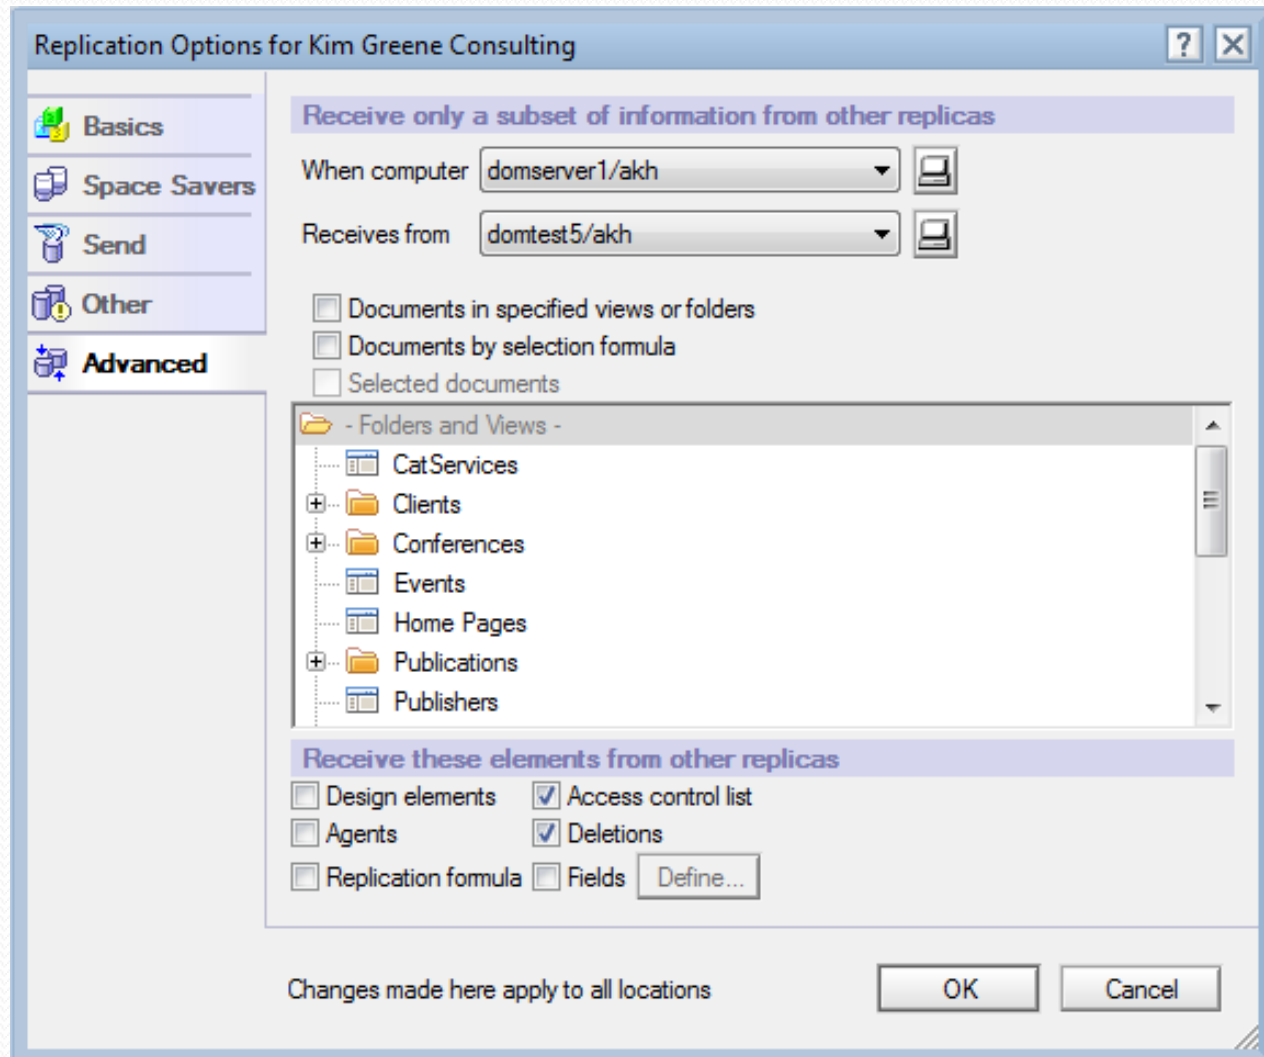 Replication Options for Kim Greene Consulting
Basics
Space Savers
Send
Other
Advanced
Receive only a subset of information from other replicas
When computer domserver1/akh
Receives from domtest5/akh
Documents in specified views or folders
Documents by selection formula
Selected documents
- Folders and Views -
CatServices
Clients
Conferences
Events
Home Pages
Publications
Publishers
Receive these elements from other replicas
Design elements Access control list
Agents Deletions
Replication formula Fields Define...
Changes made here apply to all locations OK Cancel